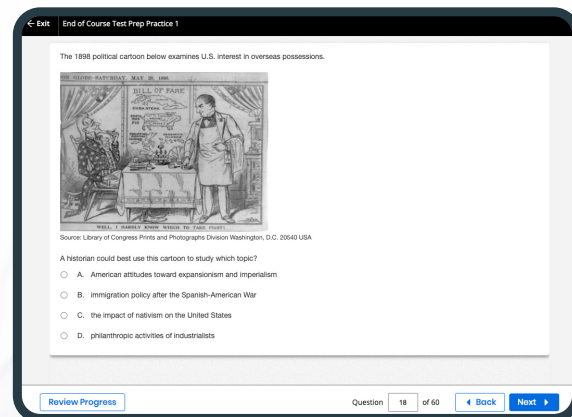 ← Exit
End of Course Test Prep Practice 1
The 1898 political cartoon below examines U.S. interest in overseas possessions.
GLOBE-SATURDAY, MAY 28, 1898.
BILL OF FARE
CUBA STEAK
WELL, I HARDLY KNOW WHICH TO TAKE FIRST!
Source: Library of Congress Prints and Photographs Division Washington, D.C. 20540 USA
A historian could best use this cartoon to study which topic?
A. American attitudes toward expansionism and imperialism
B. immigration policy after the Spanish-American War
C. the impact of nativism on the United States
D. philanthropic activities of industrialists
Review Progress
Question 18 of 60
Back
Next